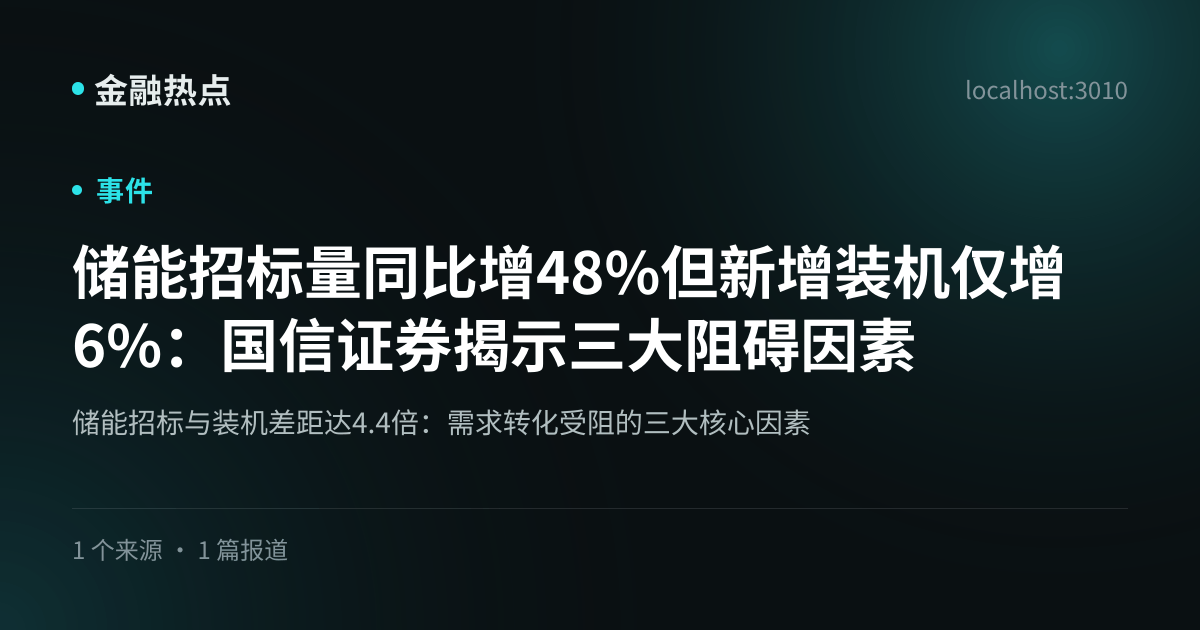 金融热点
localhost:3010
事件
储能招标量同比增48%但新增装机仅增
6%：国信证券揭示三大阻碍因素
储能招标与装机差距达4.4倍：需求转化受阻的三大核心因素
1 个来源 · 1 篇报道